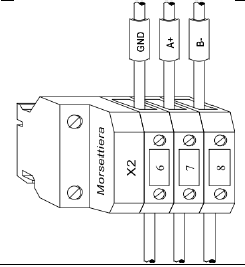 GND
A+
B-
Morsettiera
X2
6
7
8